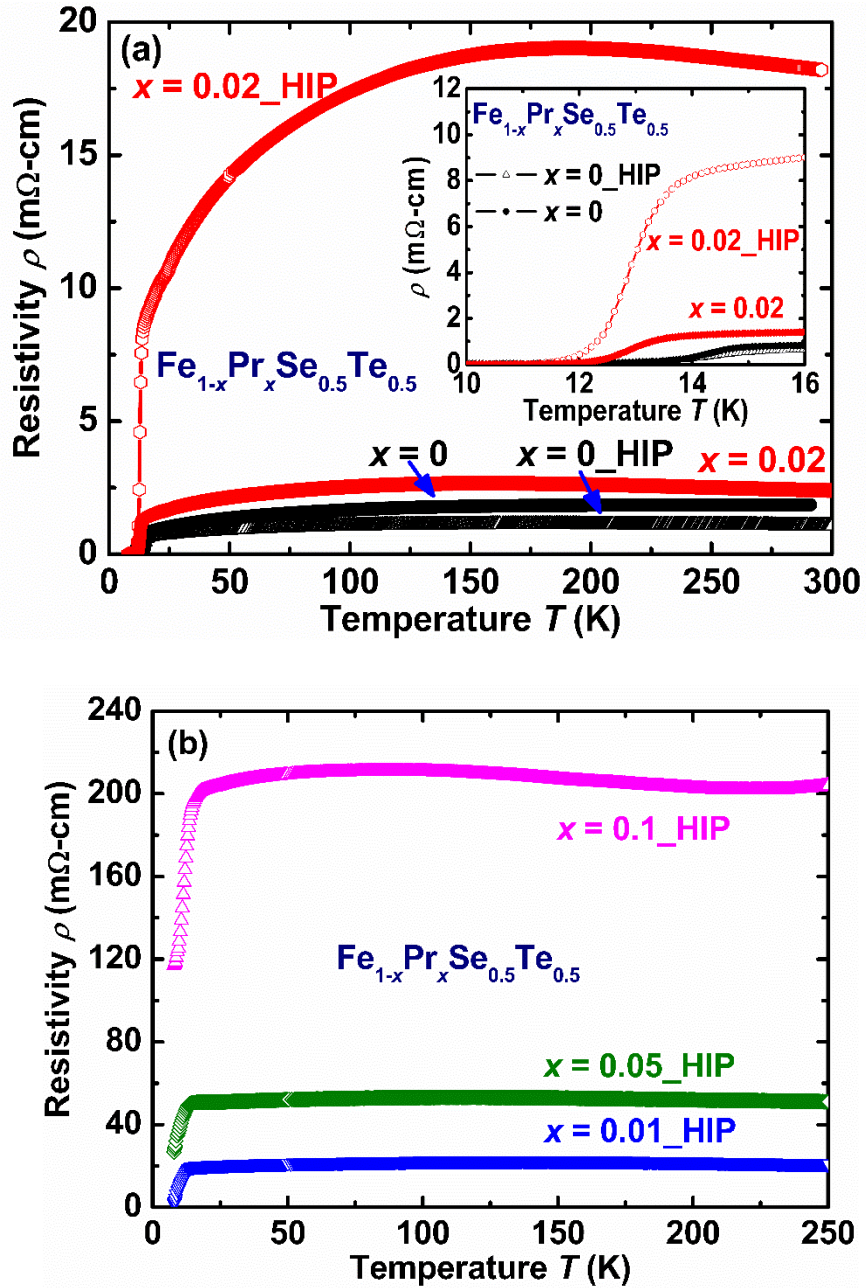 (a)
x = 0.02_HIP
Fe1-xPrxSe0.5Te0.5
x = 0_HIP
x = 0
x = 0.02_HIP
x = 0.02
ρ (mΩ-cm)
12
10
8
6
4
2
0
10 12 14 16
Temperature T (K)
Fe1-xPrxSe0.5Te0.5
x = 0
x = 0_HIP
x = 0.02
Resistivity ρ (mΩ-cm)
20
15
10
5
0
0 50 100 150 200 250 300
Temperature T (K)
(b)
x = 0.1_HIP
Fe1-xPrxSe0.5Te0.5
x = 0.05_HIP
x = 0.01_HIP
Resistivity ρ (mΩ-cm)
240
200
160
120
80
40
0
0 50 100 150 200 250
Temperature T (K)